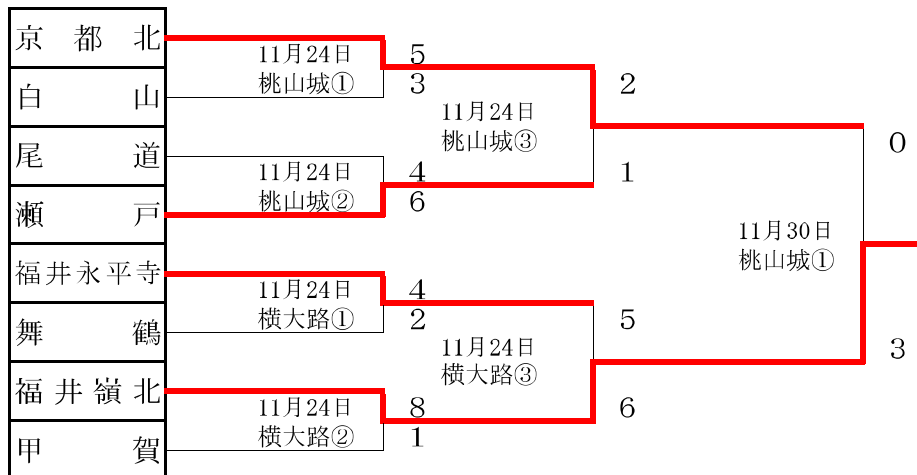 京都北
白山
尾道
瀬戸
福井永平寺
舞鶴
福井嶺北
甲賀
11月24日
桃山城①
5
3
11月24日
桃山城②
4
6
11月24日
横大路①
4
2
11月24日
横大路②
8
1
11月24日
桃山城③
2
1
11月24日
横大路③
5
6
11月30日
桃山城①
0
3